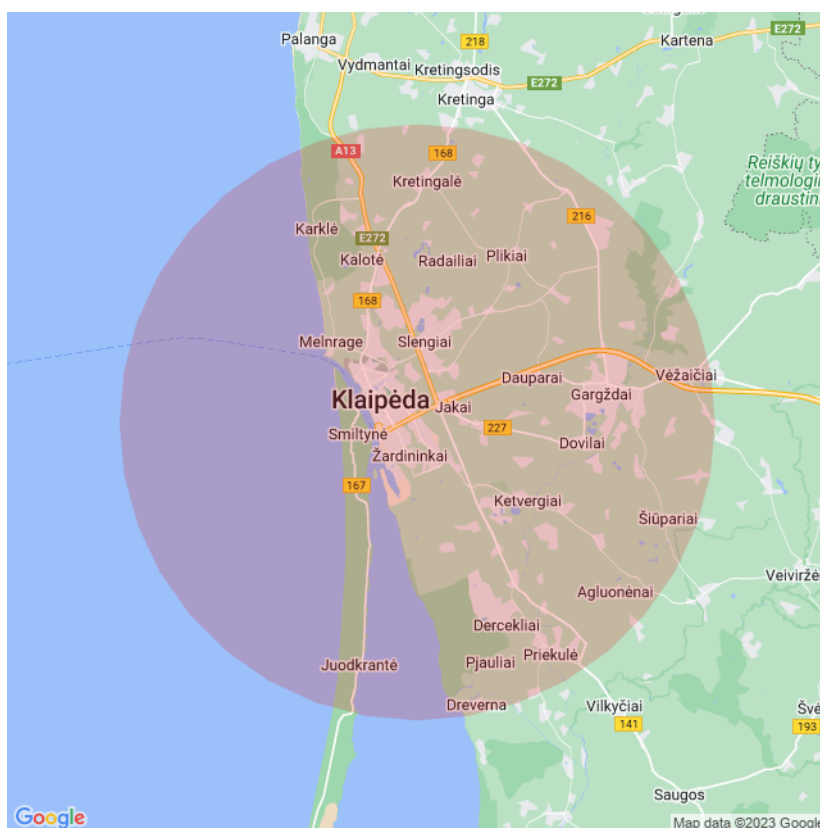 218
Kartena
E272
Palanga
Vydmantai
Kretingsodis
E272
Kretinga
A13
168
Reiškių ty
telmologin
draustin
Kretingalė
216
Karklė
E272
Kalotė
Radailiai
Plikiai
168
Melnrage
Slengiai
Dauparai
Vėžaičiai
Klaipėda
Jakai
Gargždai
Smiltynė
227
Dovilai
Žardininkai
167
Ketvergiai
Šiūpariai
Veiviržė
Agluonėnai
Dercekliai
Juodkrantė
Pjauliai
Priekulė
Dreverna
Vilkyčiai
Švė
141
193
Saugos
Google
Map data ©2023 Google